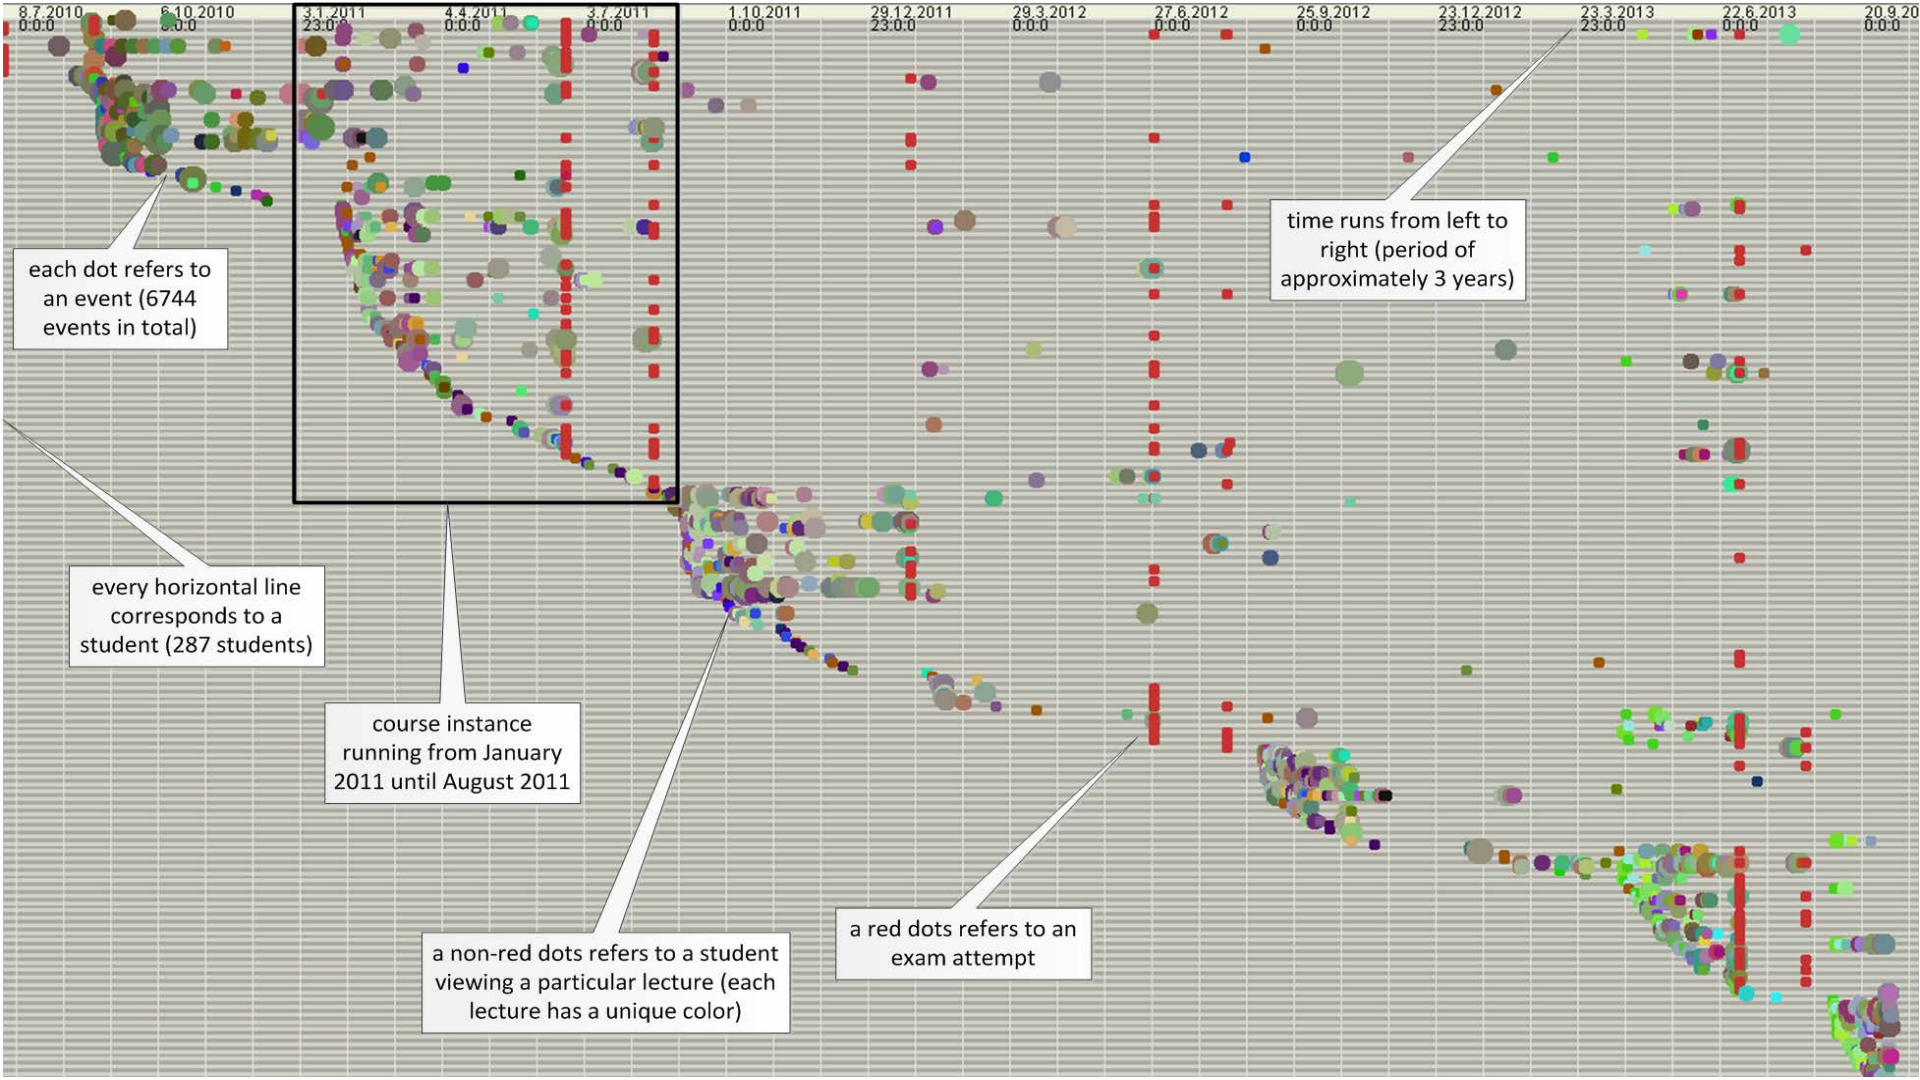 8.7.2010 6.10.2010 3.1.2011 4.4.2011 3.7.2011 1.10.2011 29.12.2011 29.3.2012 27.6.2012 25.9.2012 23.12.2012 23.3.2013 22.6.2013 20.9.20
0:0:0 0:0:0 23:0:0 0:0:0 0:0:0 0:0:0 23:0:0 0:0:0 0:0:0 0:0:0 23:0:0 23:0:0 0:0:0 0:0:0
time runs from left to
right (period of
approximately 3 years)
each dot refers to
an event (6744
events in total)
every horizontal line
corresponds to a
student (287 students)
course instance
running from January
2011 until August 2011
a red dots refers to an
exam attempt
a non-red dots refers to a student
viewing a particular lecture (each
lecture has a unique color)